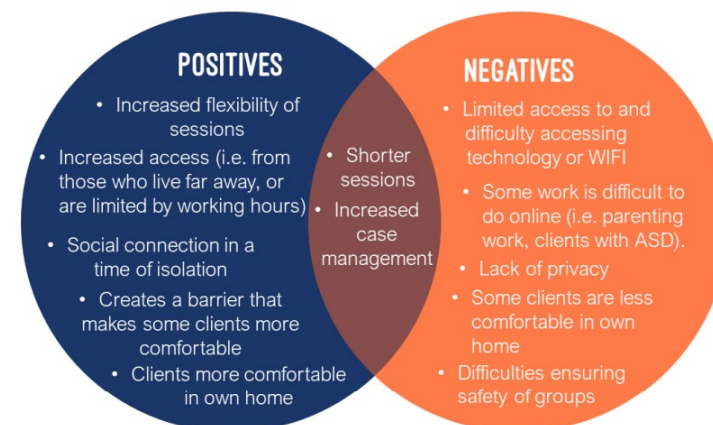 POSITIVES
• Increased flexibility of
sessions
• Increased access (i.e. from
those who live far away, or
are limited by working hours)
• Social connection in a
time of isolation
• Creates a barrier that
makes some clients more
comfortable
• Clients more comfortable
in own home
• Shorter
sessions
• Increased
case
management
NEGATIVES
• Limited access to and
difficulty accessing
technology or WIFI
• Some work is difficult to
do online (i.e. parenting
work, clients with ASD).
• Lack of privacy
• Some clients are less
comfortable in own
home
• Difficulties ensuring
safety of groups